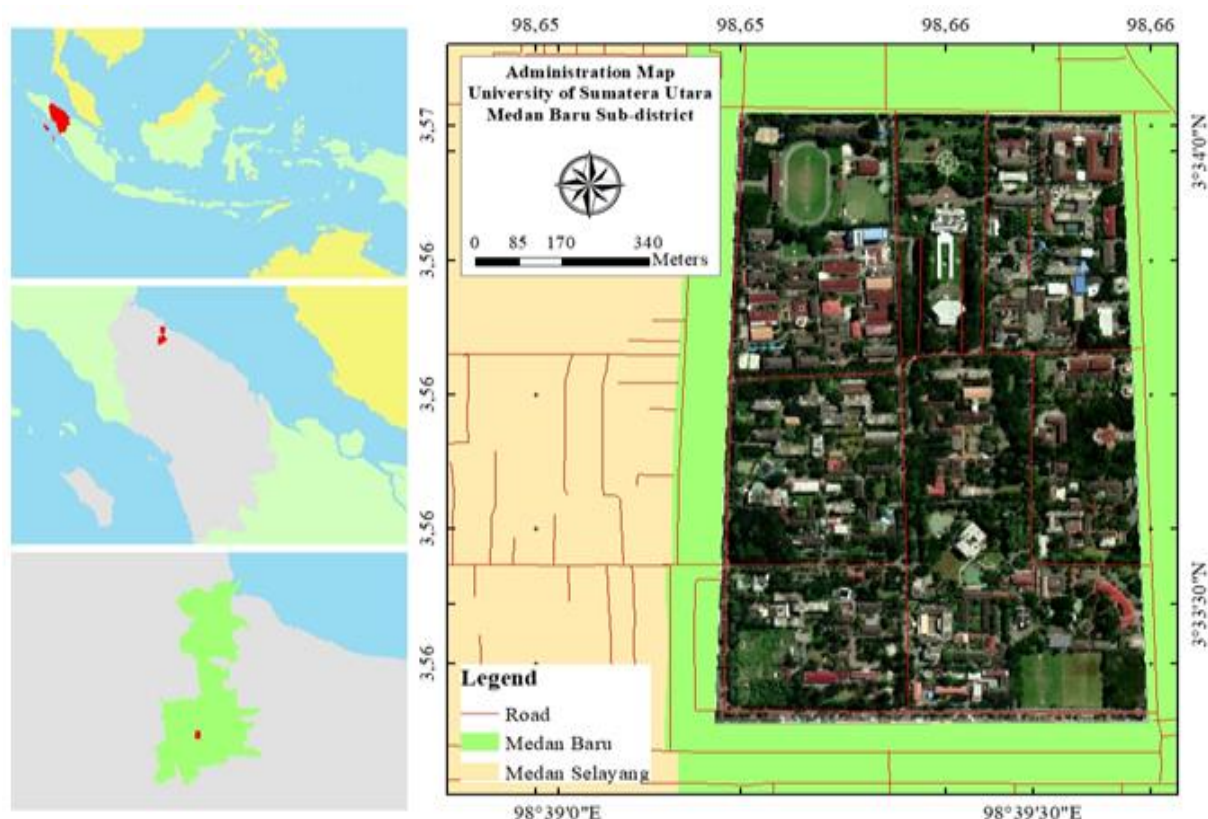 98,65 98,65 98,66 98,66
Administration Map
University of Sumatera Utara
Medan Baru Sub-district
0 85 170 340
Meters
3,57
3,56
3,56
3,56
3,56
3°34'0"N
3°33'30"N
Legend
Road
Medan Baru
Medan Selayang
98°39'0"E 98°39'30"E